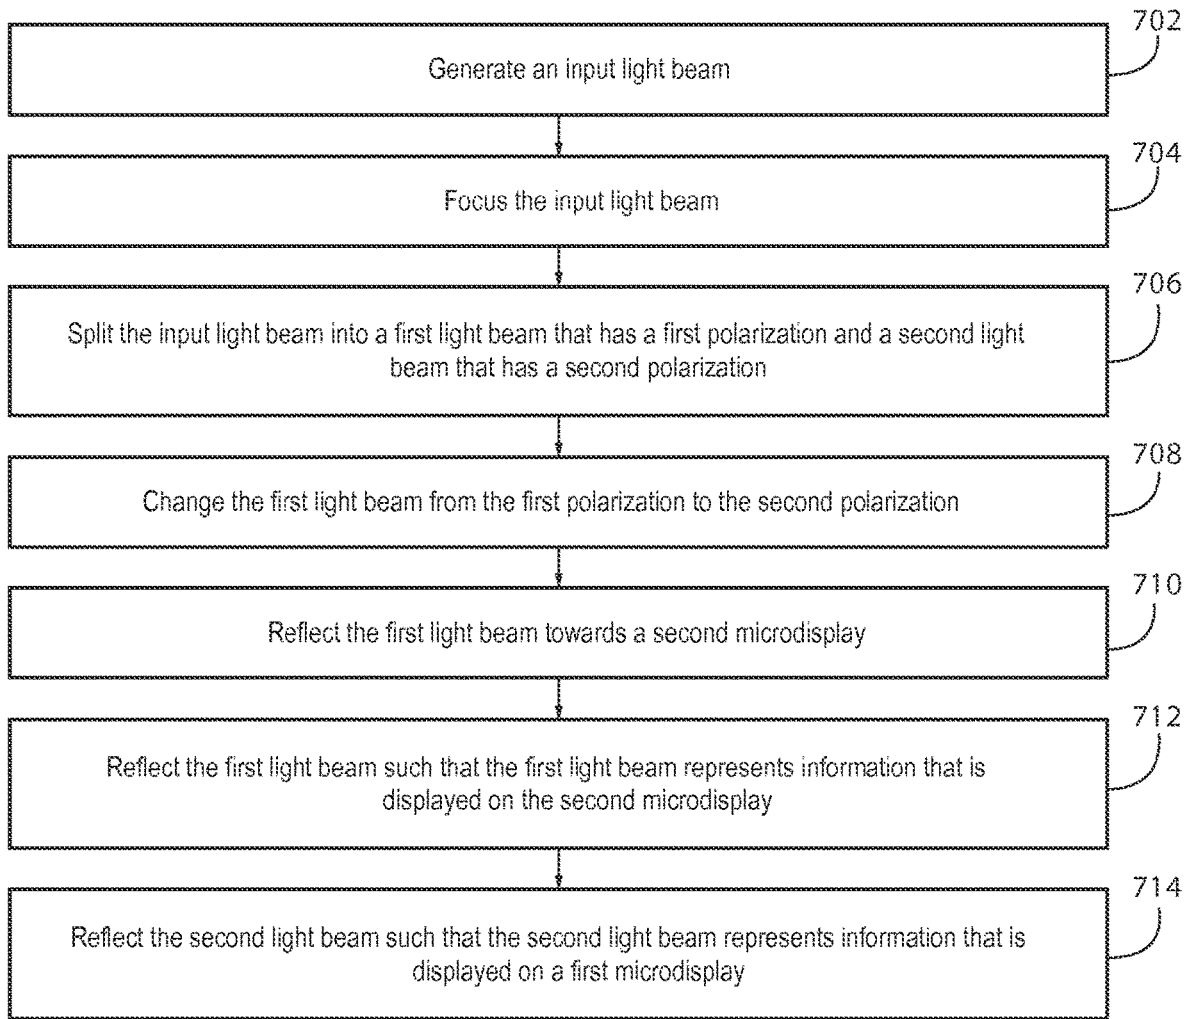 702
Generate an input light beam
704
Focus the input light beam
706
Split the input light beam into a first light beam that has a first polarization and a second light
beam that has a second polarization
708
Change the first light beam from the first polarization to the second polarization
710
Reflect the first light beam towards a second microdisplay
712
Reflect the first light beam such that the first light beam represents information that is
displayed on the second microdisplay
714
Reflect the second light beam such that the second light beam represents information that is
displayed on a first microdisplay